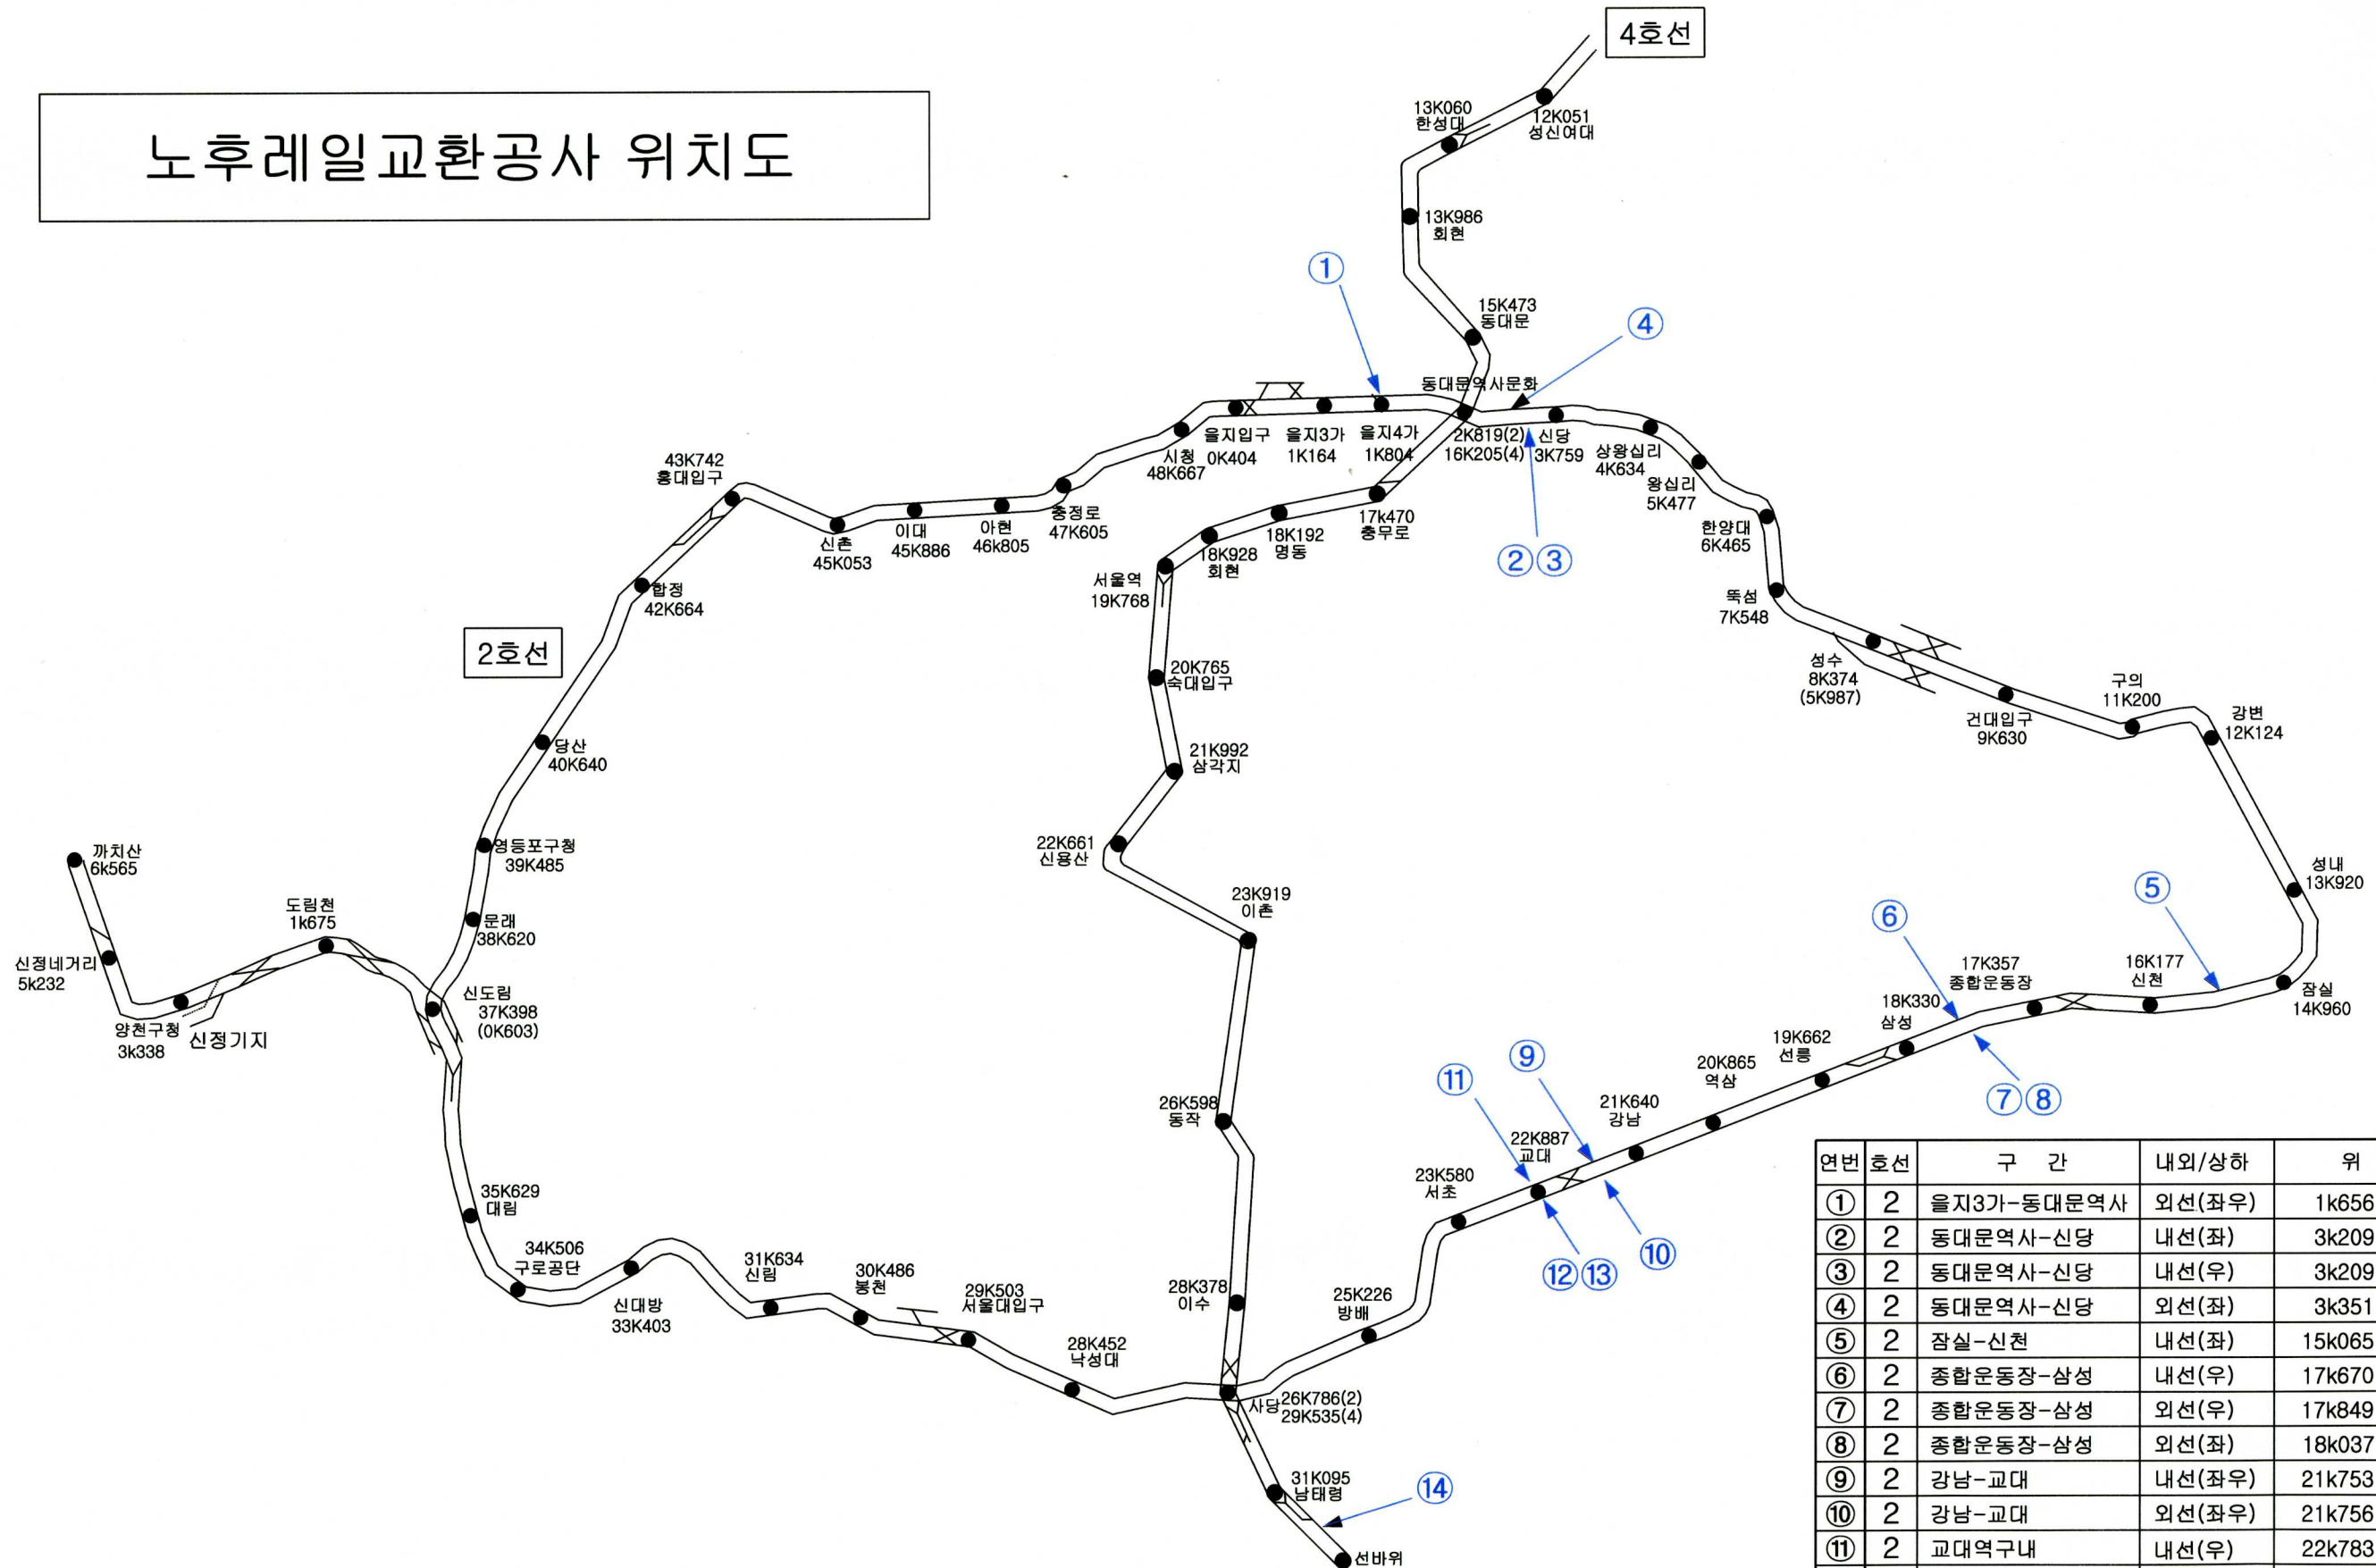 4호선
노후레일교환공사 위치도
13K060
한성대
12K051
성신여대
13K986
회현
①
15K473
동대문
④
동대문역사문화
을지입구
0K404
을지3가
1K164
을지4가
1K804
2K819(2)
16K205(4)
신당
3K759
상왕십리
4K634
왕십리
5K477
한양대
6K465
시청
48K667
43K742
홍대입구
신촌
45K053
이대
45K886
아현
46k805
충정로
47K605
17k470
충무로
18K192
명동
18K928
회현
②③
서울역
19K768
합정
42K664
뚝섬
7K548
2호선
성수
8K374
(5K987)
20K765
숙대입구
건대입구
9K630
구의
11K200
강변
12K124
당산
40K640
21K992
삼각지
영등포구청
39K485
22K661
신용산
까치산
6k565
성내
13K920
23K919
이촌
도림천
1k675
문래
38K620
⑤
⑥
신정네거리
5k232
17K357
종합운동장
16K177
신천
잠실
14K960
신도림
37K398
(0K603)
18K330
삼성
양천구청
3k338
신정기지
19K662
선릉
20K865
역삼
⑦⑧
⑨
⑪
26K598
동작
21K640
강남
22K887
교대
23K580
서초
35K629
대림
⑩
⑫⑬
34K506
구로공단
신대방
33K403
31K634
신림
30K486
봉천
29K503
서울대입구
28K378
이수
25K226
방배
28K452
낙성대
사당
26K786(2)
29K535(4)
31K095
남태령
⑭
선바위
연번 호선 구 간 내외/상하 위
① 2 을지3가-동대문역사 외선(좌우) 1k656
② 2 동대문역사-신당 내선(좌) 3k209
③ 2 동대문역사-신당 내선(우) 3k209
④ 2 동대문역사-신당 외선(좌) 3k351
⑤ 2 잠실-신천 내선(좌) 15k065
⑥ 2 종합운동장-삼성 내선(우) 17k670
⑦ 2 종합운동장-삼성 외선(우) 17k849
⑧ 2 종합운동장-삼성 외선(좌) 18k037
⑨ 2 강남-교대 내선(좌우) 21k753
⑩ 2 강남-교대 외선(좌우) 21k756
⑪ 2 교대역구내 내선(우) 22k783